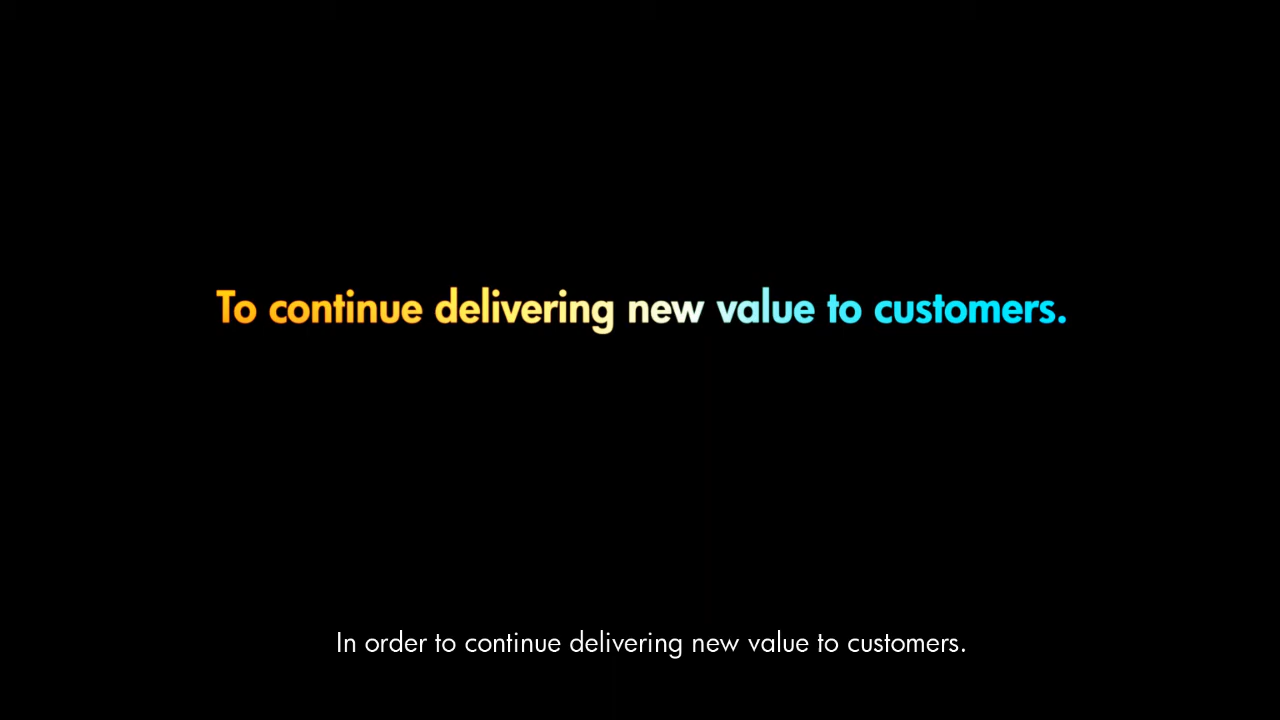 To continue delivering new value to customers.
In order to continue delivering new value to customers.